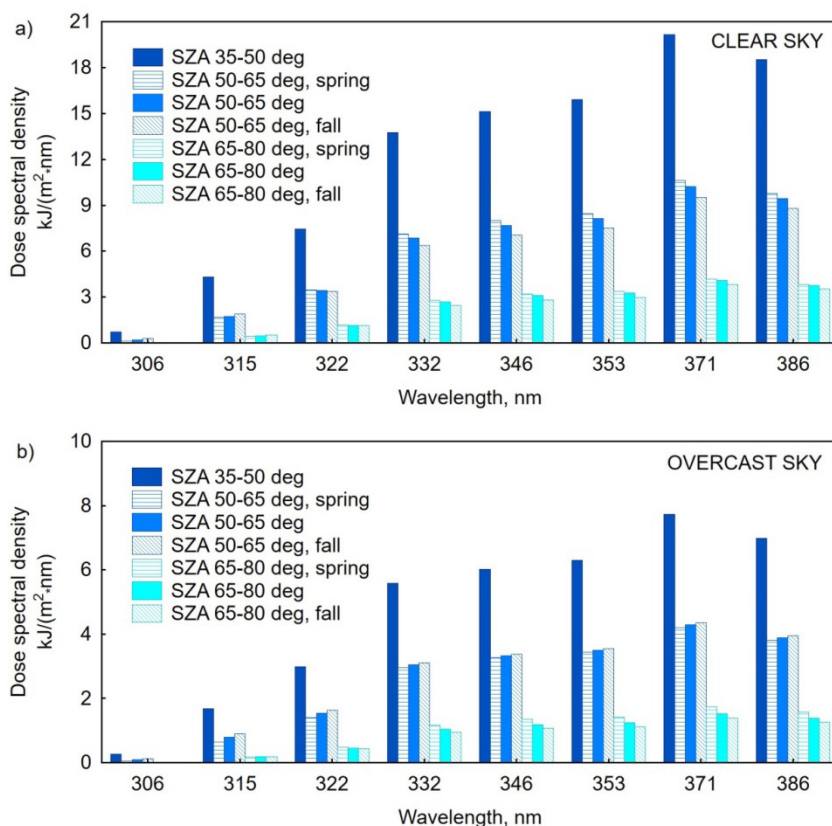 a)
CLEAR SKY
21
18
15
12
9
6
3
0
Dose spectral density
kJ/(m²*nm)
SZA 35-50 deg
SZA 50-65 deg, spring
SZA 50-65 deg
SZA 50-65 deg, fall
SZA 65-80 deg, spring
SZA 65-80 deg
SZA 65-80 deg, fall
306 315 322 332 346 353 371 386
Wavelength, nm
b)
OVERCAST SKY
10
8
6
4
2
0
Dose spectral density
kJ/(m²*nm)
SZA 35-50 deg
SZA 50-65 deg, spring
SZA 50-65 deg
SZA 50-65 deg, fall
SZA 65-80 deg, spring
SZA 65-80 deg
SZA 65-80 deg, fall
306 315 322 332 346 353 371 386
Wavelength, nm